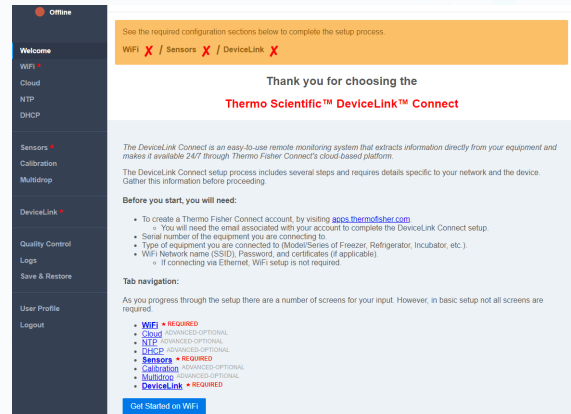 Offline
Welcome
WiFi *
Cloud
NTP
DHCP
Sensors *
Calibration
Multidrop
DeviceLink *
Quality Control
Logs
Save & Restore
User Profile
Logout
See the required configuration sections below to complete the setup process.
WiFi ✗ / Sensors ✗ / DeviceLink ✗
Thank you for choosing the
Thermo Scientific™ DeviceLink™ Connect
The DeviceLink Connect is an easy-to-use remote monitoring system that extracts information directly from your equipment and
makes it available 24/7 through Thermo Fisher Connect's cloud-based platform.
The DeviceLink Connect setup process includes several steps and requires details specific to your network and the device.
Gather this information before proceeding.
Before you start, you will need:
• To create a Thermo Fisher Connect account, by visiting apps.thermofisher.com.
○ You will need the email associated with your account to complete the DeviceLink Connect setup.
• Serial number of the equipment you are connecting to.
• Type of equipment you are connected to (Model/Series of Freezer, Refrigerator, Incubator, etc.).
• WiFi Network name (SSID), Password, and certificates (if applicable).
○ If connecting via Ethernet, WiFi setup is not required.
Tab navigation:
As you progress through the setup there are a number of screens for your input. However, in basic setup not all screens are
required.
• WiFi * REQUIRED
• Cloud ADVANCED-OPTIONAL
• NTP ADVANCED-OPTIONAL
• DHCP ADVANCED-OPTIONAL
• Sensors * REQUIRED
• Calibration ADVANCED-OPTIONAL
• Multidrop ADVANCED-OPTIONAL
• DeviceLink * REQUIRED
Get Started on WiFi